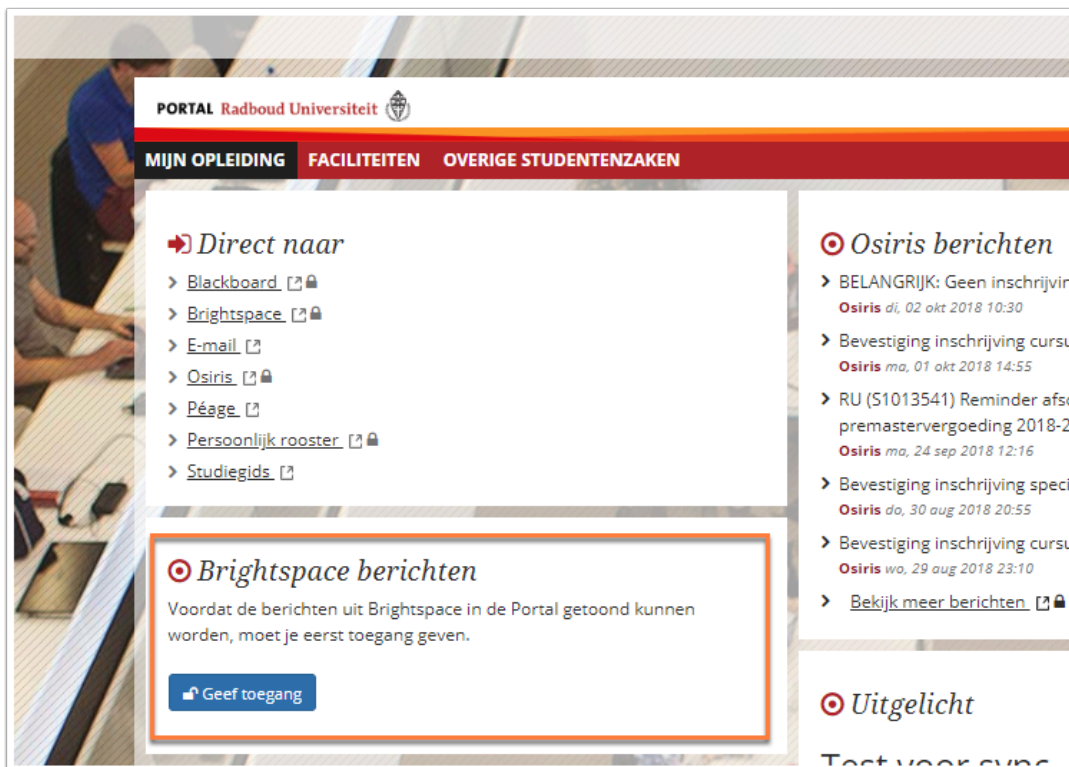 PORTAL Radboud Universiteit
MIJN OPLEIDING FACILITEITEN OVERIGE STUDENTENZAKEN
Direct naar
Blackboard
Brightspace
E-mail
Osiris
Péage
Persoonlijk rooster
Studiegids
Brightspace berichten
Voordat de berichten uit Brightspace in de Portal getoond kunnen
worden, moet je eerst toegang geven.
Geef toegang
Osiris berichten
BELANGRIJK: Geen inschrijvin
Osiris di, 02 okt 2018 10:30
Bevestiging inschrijving cursu
Osiris ma, 01 okt 2018 14:55
RU (S1013541) Reminder afs
premastervergoeding 2018-2
Osiris ma, 24 sep 2018 12:16
Bevestiging inschrijving speci
Osiris do, 30 aug 2018 20:55
Bevestiging inschrijving cursu
Osiris wo, 29 aug 2018 23:10
Bekijk meer berichten
Uitgelicht
Test voor sync